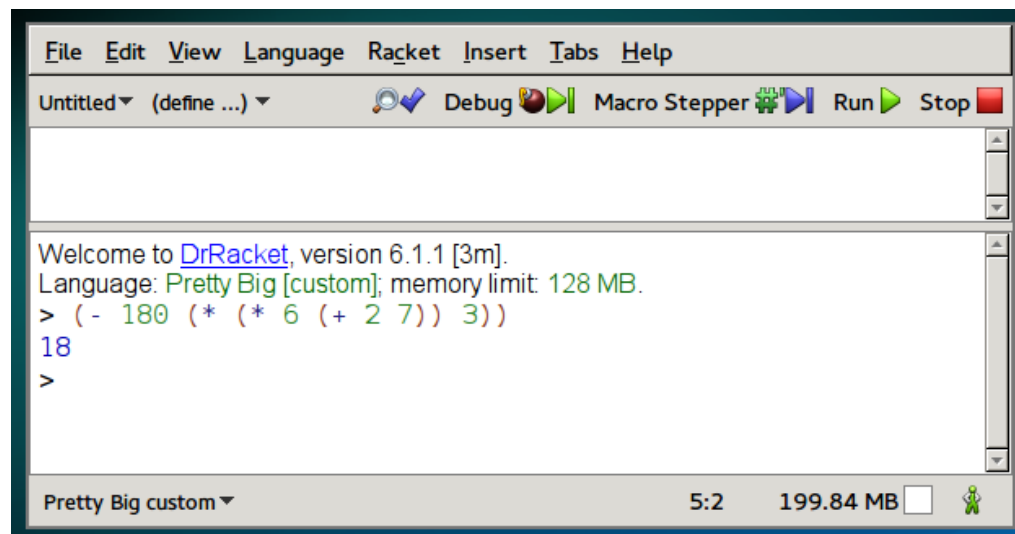 File Edit View Language Racket Insert Tabs Help
Untitled (define ...) Debug Macro Stepper Run Stop
Welcome to DrRacket, version 6.1.1 [3m].
Language: Pretty Big [custom]; memory limit: 128 MB.
> (- 180 (* (* 6 (+ 2 7)) 3))
18
>
Pretty Big custom 5:2 199.84 MB